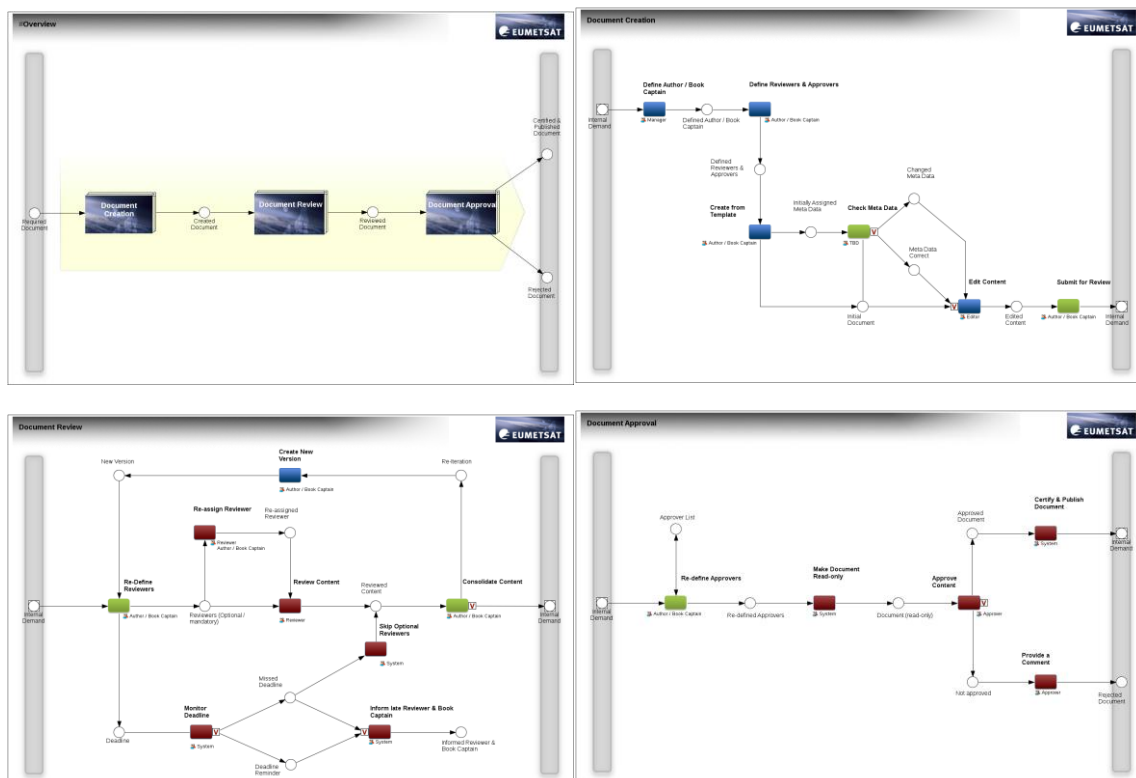 #Overview
EUMETSAT
Certified &
Published
Document
Document
Creation
Document Review
Document Approval
Required
Document
Created
Document
Reviewed
Document
Rejected
Document
Document Creation
EUMETSAT
Define Author / Book
Captain
Define Reviewers & Approvers
Internal
Demand
Manager
Defined Author / Book
Captain
Author / Book Captain
Defined
Reviewers &
Approvers
Changed
Meta Data
Create from
Template
Initially Assigned
Meta Data
Check Meta Data
V
Author / Book Captain
TBD
Meta Data
Correct
Edit Content
Submit for Review
V
Initial
Document
Editor
Edited
Content
Author / Book Captain
Internal
Demand
Document Review
EUMETSAT
Create New
Version
New Version
Re-iteration
Author / Book Captain
Re-assign Reviewer
Re-assigned
Reviewer
Reviewer
Author / Book Captain
Re-Define
Reviewers
Review Content
Reviewed
Content
Consolidate Content
V
Internal
Demand
Author / Book Captain
Reviewers (Optional /
mandatory)
Reviewer
Author / Book Captain
Internal
Demand
Skip Optional
Reviewers
System
Missed
Deadline
Monitor
Deadline
Inform late Reviewer & Book
Captain
V
V
Deadline
System
System
Informed Reviewer &
Book Captain
Deadline
Reminder
Document Approval
EUMETSAT
Certify & Publish
Document
Approver List
Approved
Document
System
Internal
Demand
Re-define Approvers
Make Document
Read-only
Approve
Content
V
Internal
Demand
Author / Book Captain
Re-defined Approvers
System
Document (read-only)
Approver
Provide a
Comment
Not approved
Approver
Rejected
Document